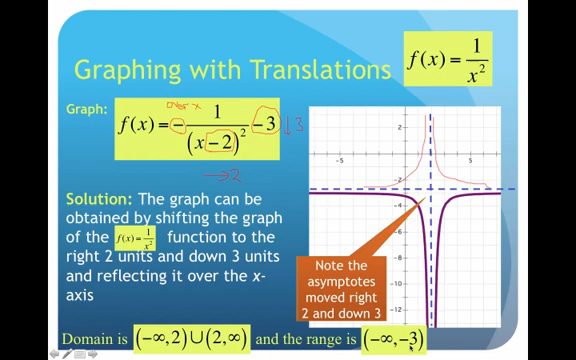 Graphing with Translations
f(x) = 1/x²
Graph:
over x
f(x) = − 1/(x − 2)² − 3
↓3
→2
Solution: The graph can be
obtained by shifting the graph
of the f(x) = 1/x² function to the
right 2 units and down 3 units
and reflecting it over the x-
axis
2
-5
5
-2
-4
-6
-8
-10
-12
Note the
asymptotes
moved right
2 and down 3
Domain is (−∞, 2) ∪ (2, ∞) and the range is (−∞, −3)